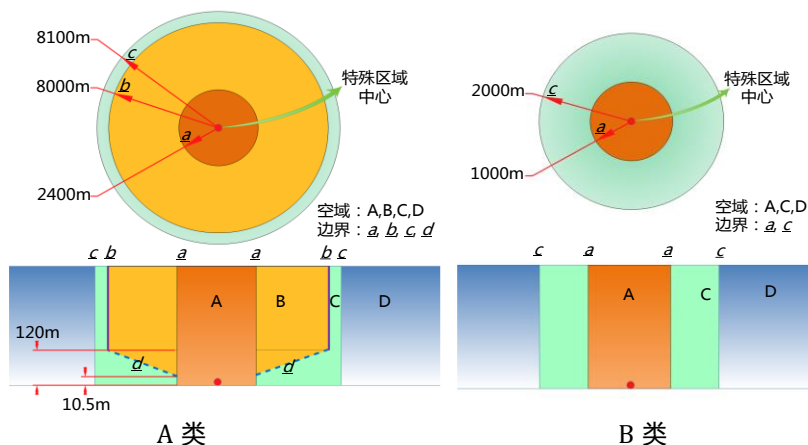 8100m
c
8000m
b
特殊区域
中心
a
2400m
空域：A,B,C,D
边界：a, b, c, d
c b a a b c
A B C D
120m
d d
10.5m
A 类
2000m
c
特殊区域
中心
a
1000m
空域：A,C,D
边界：a, c
c a a c
A C D
B 类